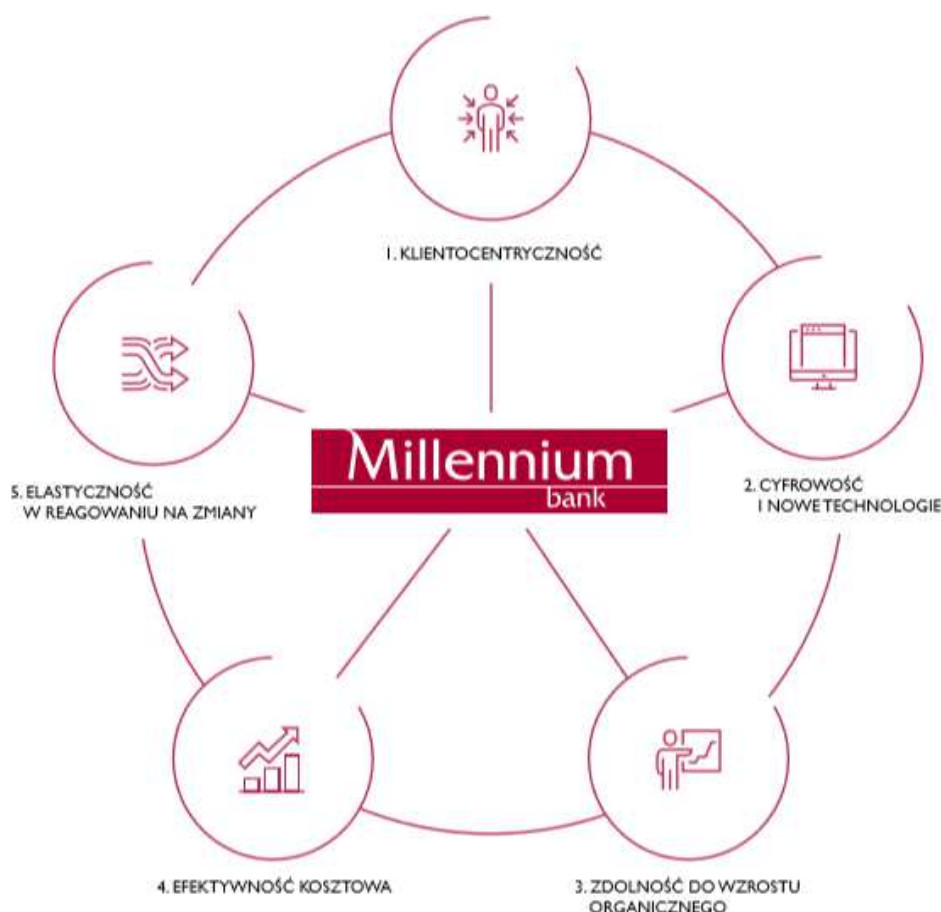 1. KLIENTOCENTRYCZNOŚĆ
Millennium
bank
2. CYFROWOŚĆ
I NOWE TECHNOLOGIE
3. ZDOLNOŚĆ DO WZROSTU
ORGANICZNEGO
4. EFEKTYWNOŚĆ KOSZTOWA
5. ELASTYCZNOŚĆ
W REAGOWANIU NA ZMIANY